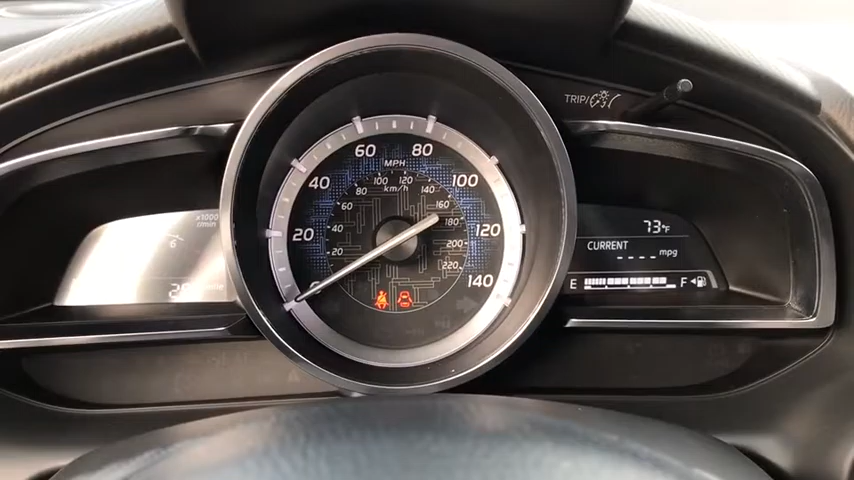 TRIP/
60 80
MPH
40 100
100 120
80 km/h 140
60 160
20 120
40 180
20 200
220
140
x1000
r/min
6
73°F
CURRENT
---- mpg
E F